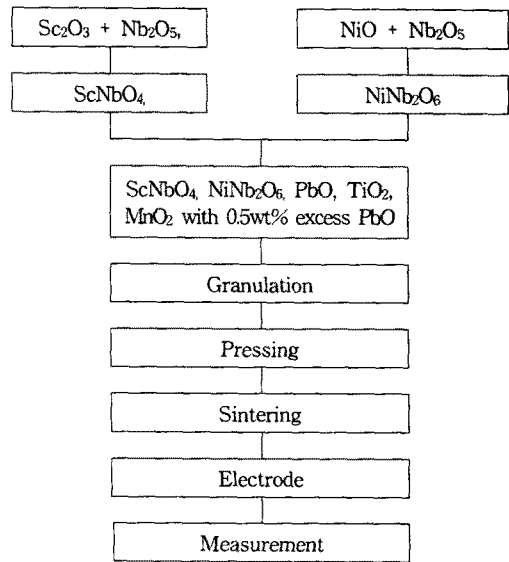 Sc₂O₃ + Nb₂O₅,
NiO + Nb₂O₅
ScNbO₄,
NiNb₂O₆
ScNbO₄, NiNb₂O₆, PbO, TiO₂,
MnO₂ with 0.5wt% excess PbO
Granulation
Pressing
Sintering
Electrode
Measurement